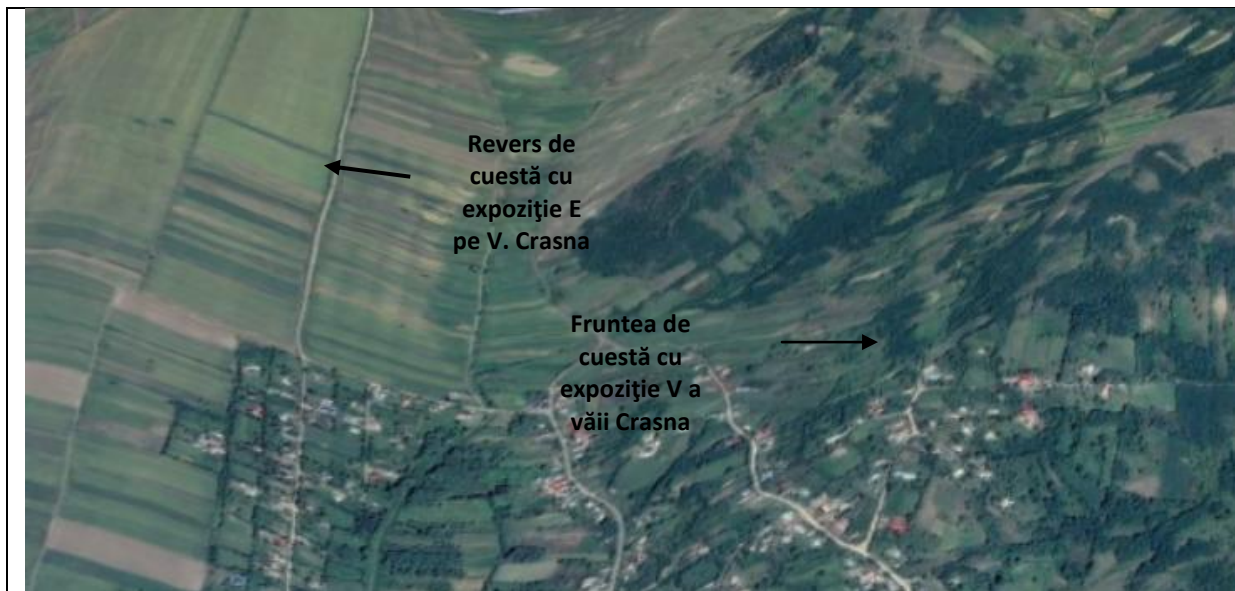 Revers de
cuestă cu
expoziţie E
pe V. Crasna
Fruntea de
cuestă cu
expoziţie V a
văii Crasna